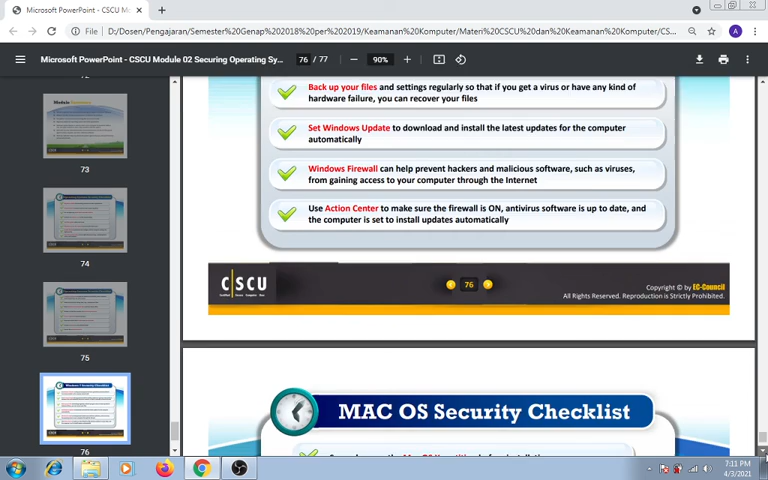 Microsoft PowerPoint - CSCU M
A
File
D:/Dosen/Pengajaran/Semester%20Genap%202018%20per%202019/Keamanan%20Komputer/Materi%20CSCU%20dan%20Keamanan%20Komputer/CS...
Microsoft PowerPoint - CSCU Module 02 Securing Operating Sy...
76 / 77
90%
73
74
75
76
Back up your files and settings regularly so that if you get a virus or have any kind of
hardware failure, you can recover your files
Set Windows Update to download and install the latest updates for the computer
automatically
Windows Firewall can help prevent hackers and malicious software, such as viruses,
from gaining access to your computer through the Internet
Use Action Center to make sure the firewall is ON, antivirus software is up to date, and
the computer is set to install updates automatically
CSCU
76
Copyright © by EC-Council
All Rights Reserved. Reproduction is Strictly Prohibited.
MAC OS Security Checklist
7:11 PM
4/3/2021